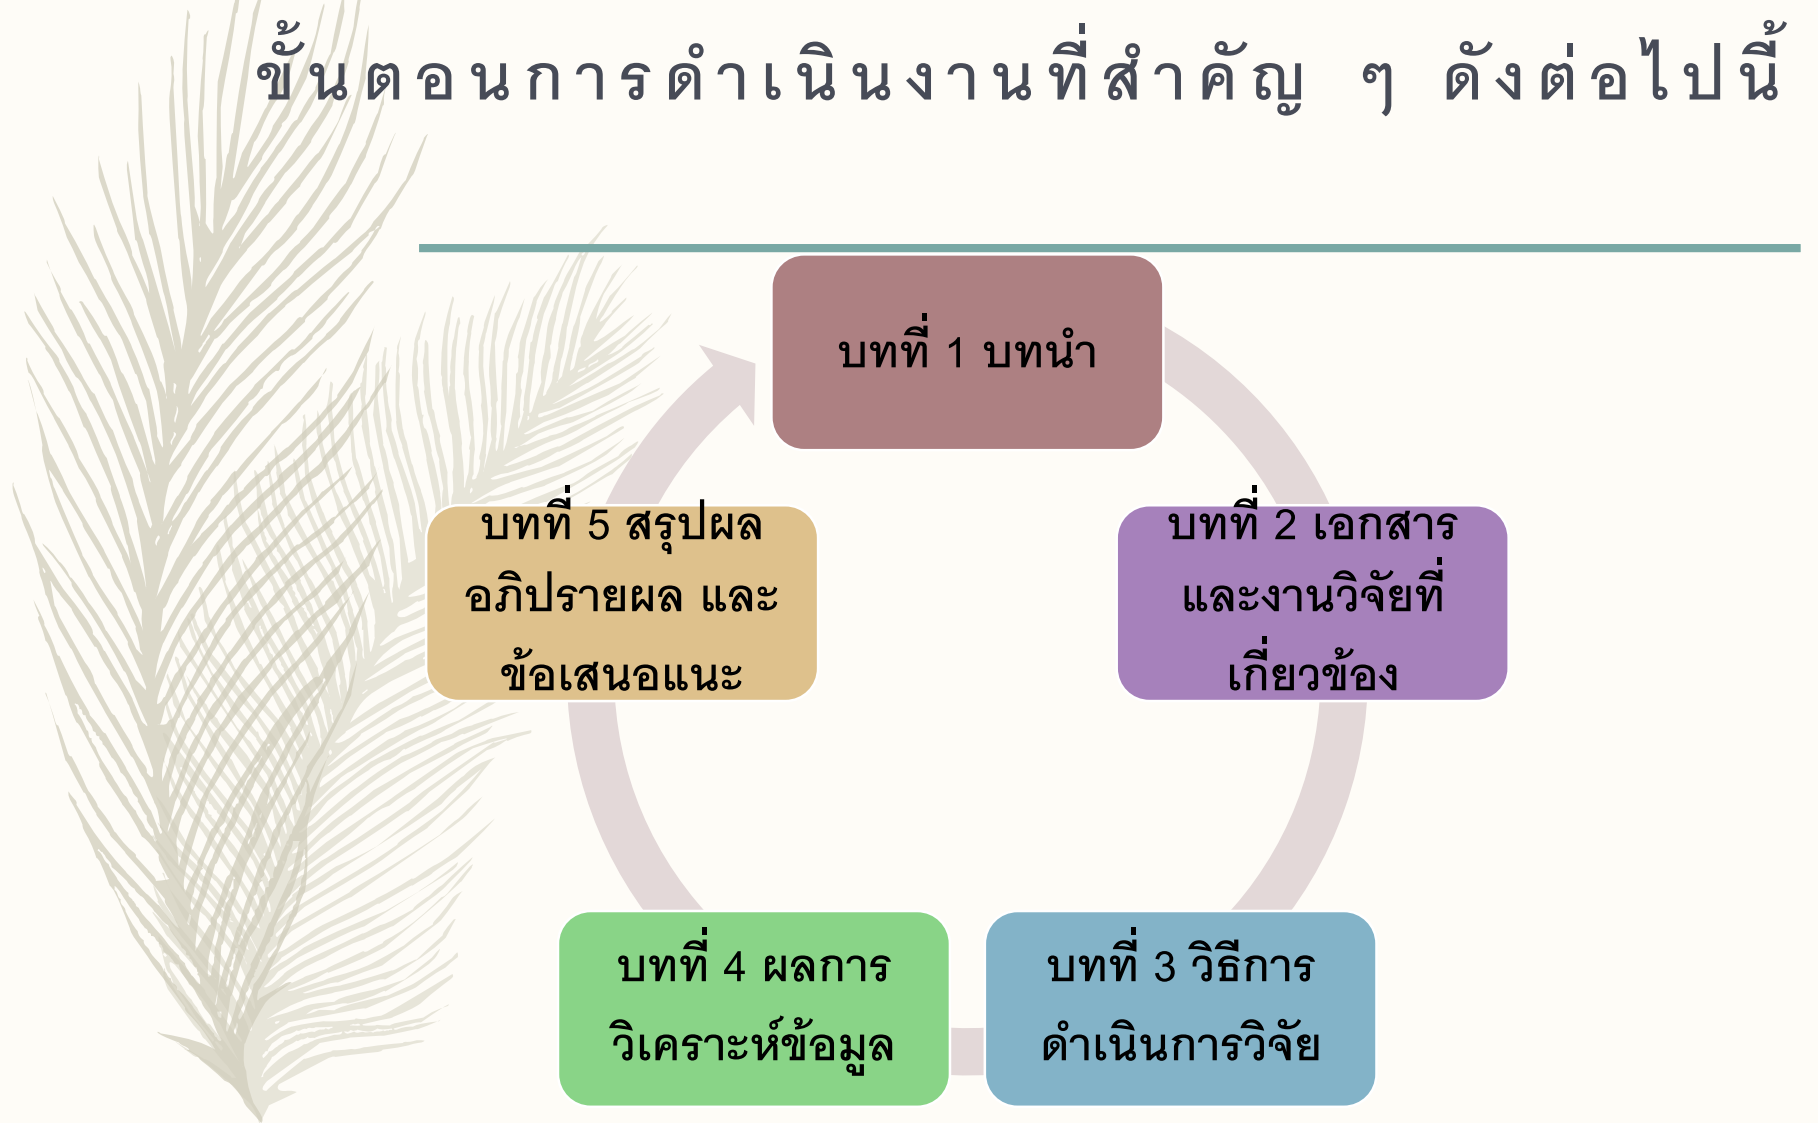 ขั้นตอนการดำเนินงานที่สำคัญ ๆ ดังต่อไปนี้
บทที่ 1 บทนำ
บทที่ 2 เอกสาร
และงานวิจัยที่
เกี่ยวข้อง
บทที่ 3 วิธีการ
ดำเนินการวิจัย
บทที่ 4 ผลการ
วิเคราะห์ข้อมูล
บทที่ 5 สรุปผล
อภิปรายผล และ
ข้อเสนอแนะ